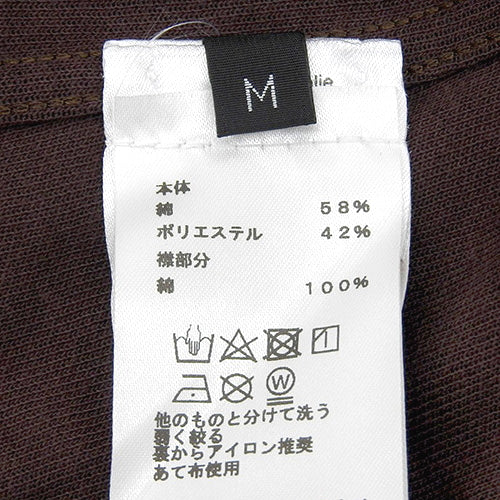 M
本体
綿 58%
ポリエステル 42%
襟部分
綿 100%
W
他のものと分けて洗う
弱く絞る
裏からアイロン推奨
あて布使用